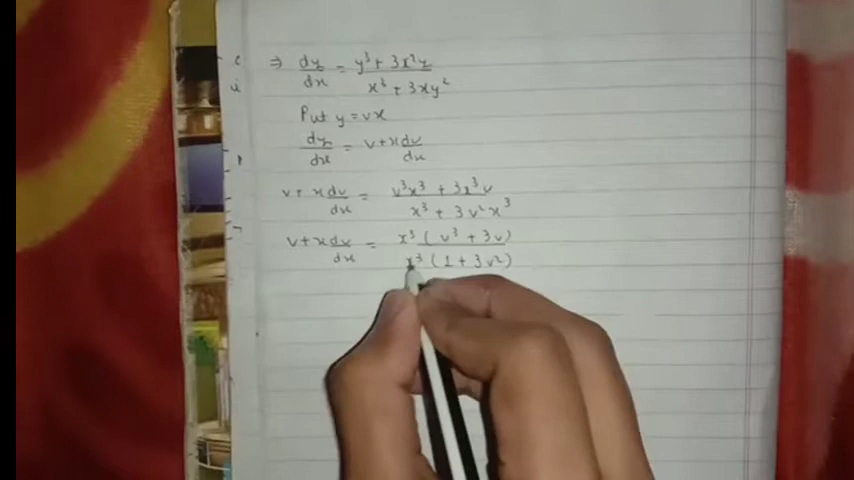 ⇒ dy/dx = (y³ + 3x²y)/(x³ + 3xy²)
Put y = vx
dy/dx = v + x dv/dx
v + x dv/dx = (v³x³ + 3x³v)/(x³ + 3v²x³)
v + x dv/dx = x³(v³ + 3v)/x³(1 + 3v²)